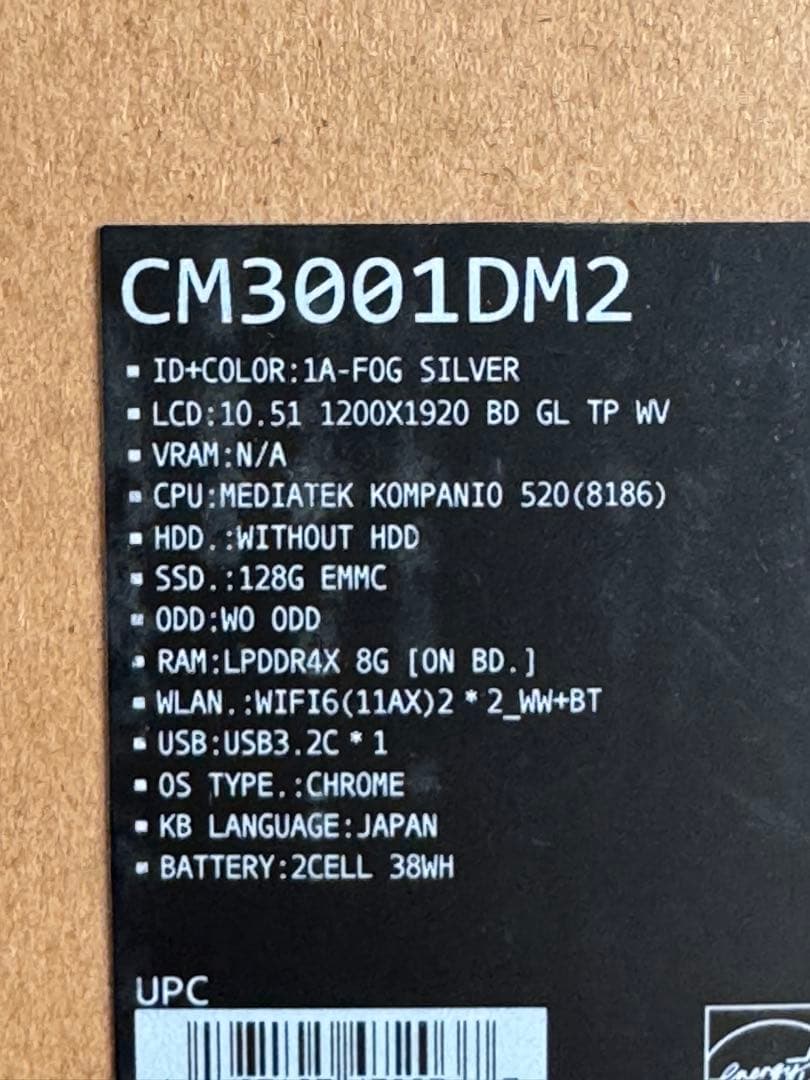 CM3001DM2
▪ ID+COLOR:1A-FOG SILVER
▪ LCD:10.51 1200X1920 BD GL TP WV
▪ VRAM:N/A
▪ CPU:MEDIATEK KOMPANIO 520(8186)
▪ HDD.:WITHOUT HDD
▪ SSD.:128G EMMC
▪ ODD:WO ODD
▪ RAM:LPDDR4X 8G [ON BD.]
▪ WLAN.:WIFI6(11AX)2*2_WW+BT
▪ USB:USB3.2C*1
▪ OS TYPE.:CHROME
▪ KB LANGUAGE:JAPAN
▪ BATTERY:2CELL 38WH
UPC
energy